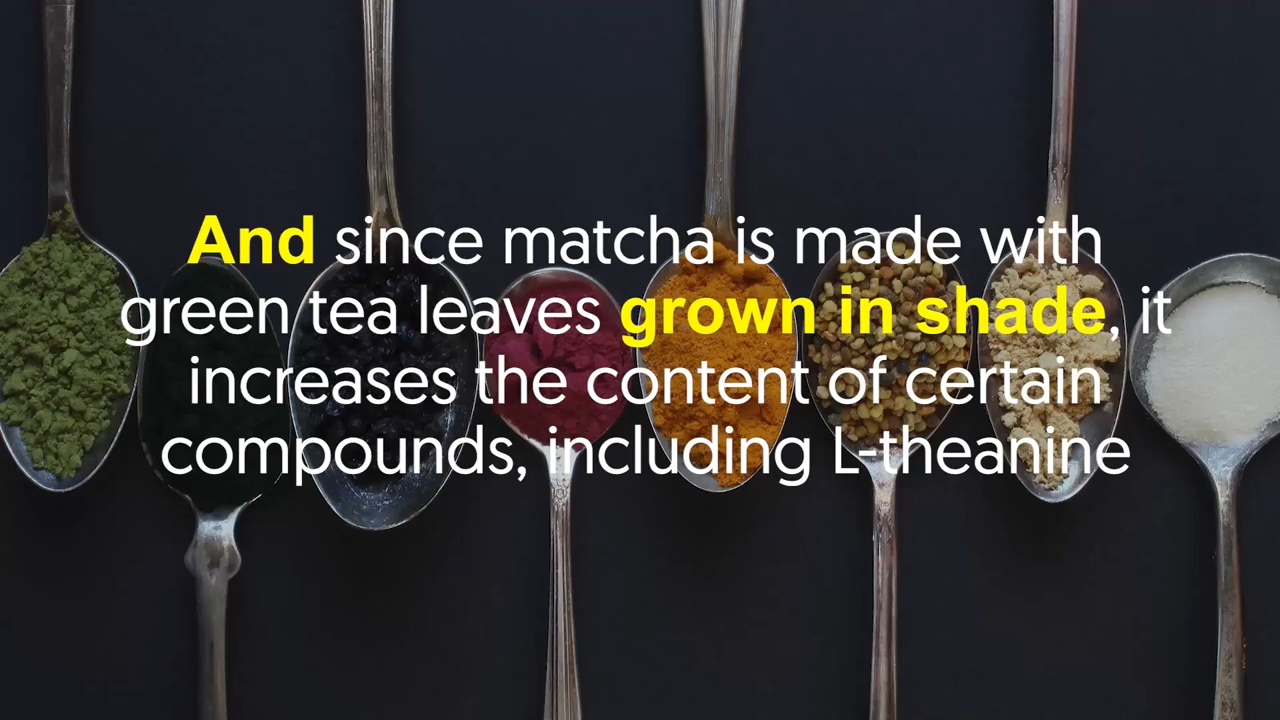 And since matcha is made with
green tea leaves grown in shade, it
increases the content of certain
compounds, including L-theanine